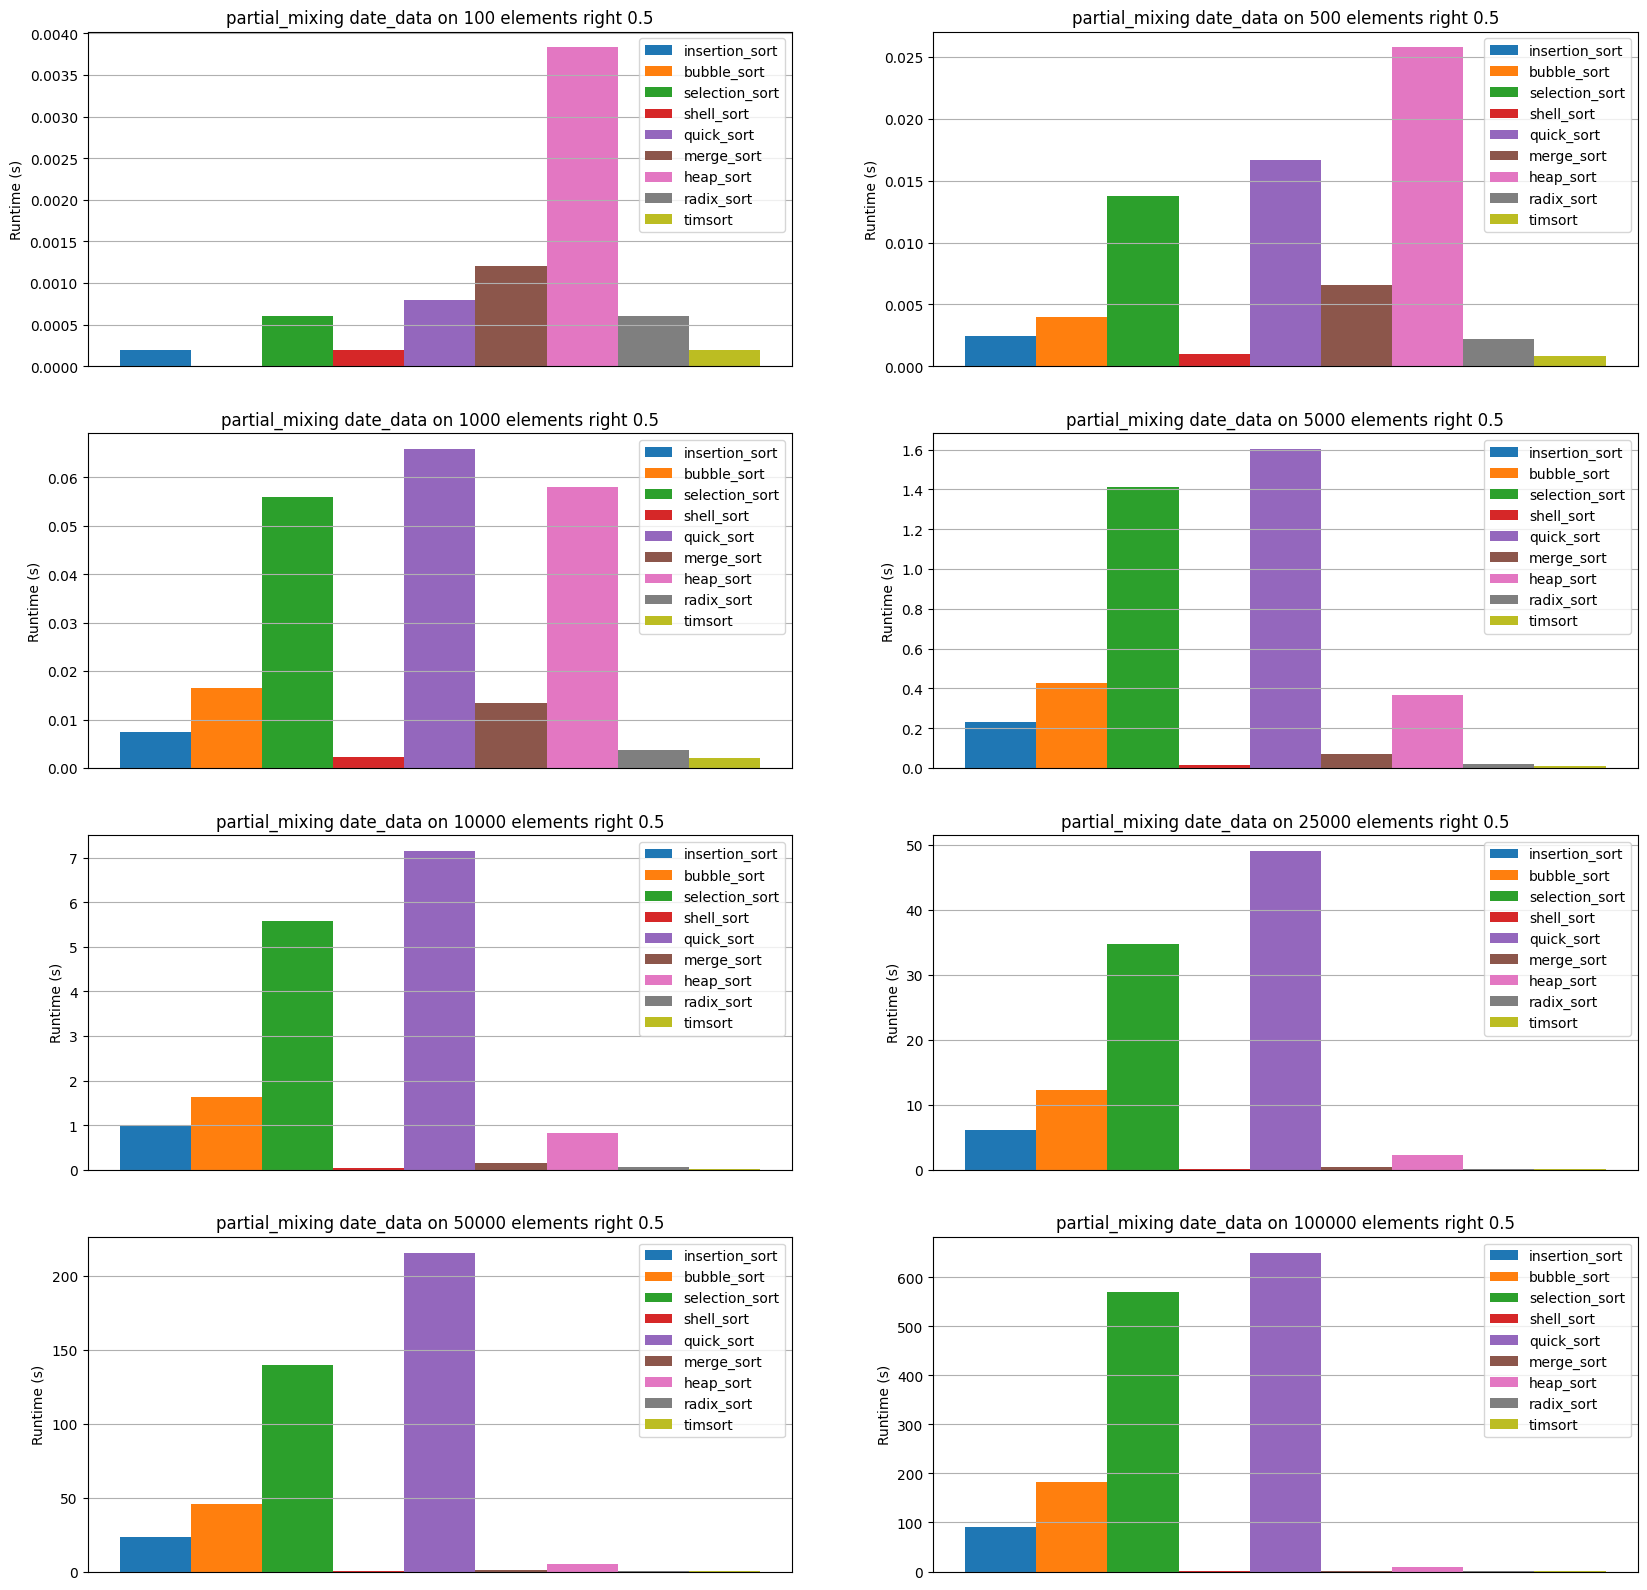 partial_mixing date_data on 100 elements right 0.5
Runtime (s)
0.0040
0.0035
0.0030
0.0025
0.0020
0.0015
0.0010
0.0005
0.0000
insertion_sort
bubble_sort
selection_sort
shell_sort
quick_sort
merge_sort
heap_sort
radix_sort
timsort
partial_mixing date_data on 500 elements right 0.5
Runtime (s)
0.025
0.020
0.015
0.010
0.005
0.000
insertion_sort
bubble_sort
selection_sort
shell_sort
quick_sort
merge_sort
heap_sort
radix_sort
timsort
partial_mixing date_data on 1000 elements right 0.5
Runtime (s)
0.06
0.05
0.04
0.03
0.02
0.01
0.00
insertion_sort
bubble_sort
selection_sort
shell_sort
quick_sort
merge_sort
heap_sort
radix_sort
timsort
partial_mixing date_data on 5000 elements right 0.5
Runtime (s)
1.6
1.4
1.2
1.0
0.8
0.6
0.4
0.2
0.0
insertion_sort
bubble_sort
selection_sort
shell_sort
quick_sort
merge_sort
heap_sort
radix_sort
timsort
partial_mixing date_data on 10000 elements right 0.5
Runtime (s)
7
6
5
4
3
2
1
0
insertion_sort
bubble_sort
selection_sort
shell_sort
quick_sort
merge_sort
heap_sort
radix_sort
timsort
partial_mixing date_data on 25000 elements right 0.5
Runtime (s)
50
40
30
20
10
0
insertion_sort
bubble_sort
selection_sort
shell_sort
quick_sort
merge_sort
heap_sort
radix_sort
timsort
partial_mixing date_data on 50000 elements right 0.5
Runtime (s)
200
150
100
50
0
insertion_sort
bubble_sort
selection_sort
shell_sort
quick_sort
merge_sort
heap_sort
radix_sort
timsort
partial_mixing date_data on 100000 elements right 0.5
Runtime (s)
600
500
400
300
200
100
0
insertion_sort
bubble_sort
selection_sort
shell_sort
quick_sort
merge_sort
heap_sort
radix_sort
timsort